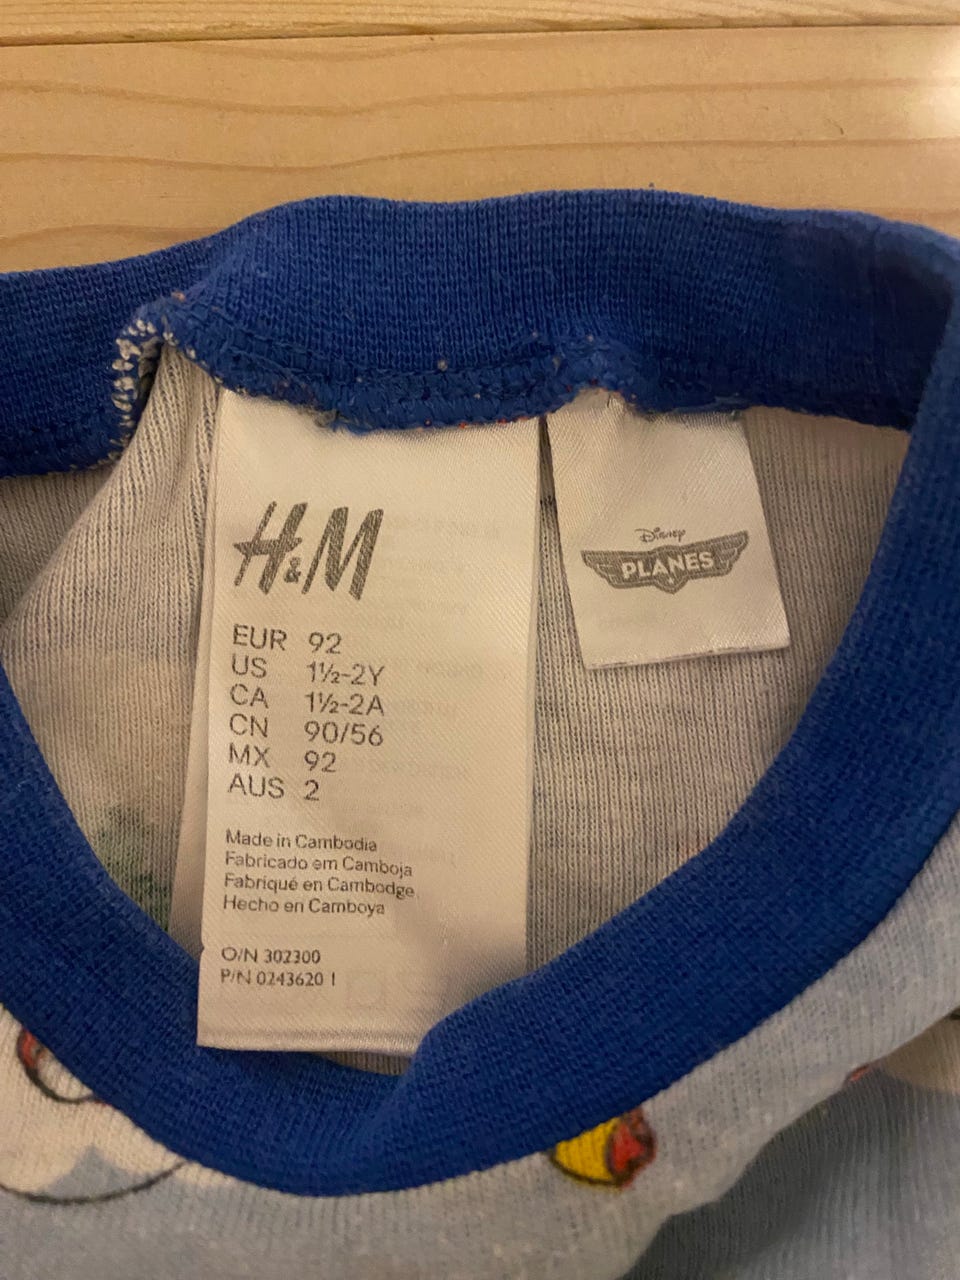 H&M
EUR 92
US 1½-2Y
CA 1½-2A
CN 90/56
MX 92
AUS 2
Made in Cambodia
Fabricado em Camboja
Fabriqué en Cambodge
Hecho en Camboya
O/N 302300
P/N 0243620 1
Disney
PLANES